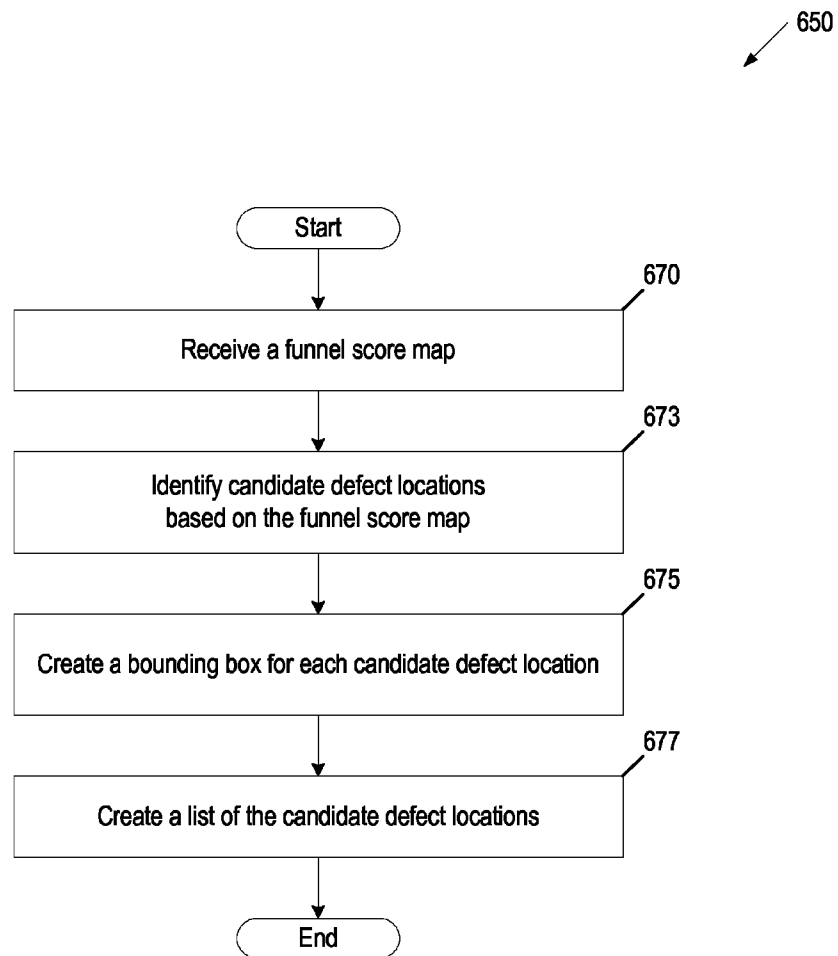 650
Start
670
Receive a funnel score map
673
Identify candidate defect locations
based on the funnel score map
675
Create a bounding box for each candidate defect location
677
Create a list of the candidate defect locations
End